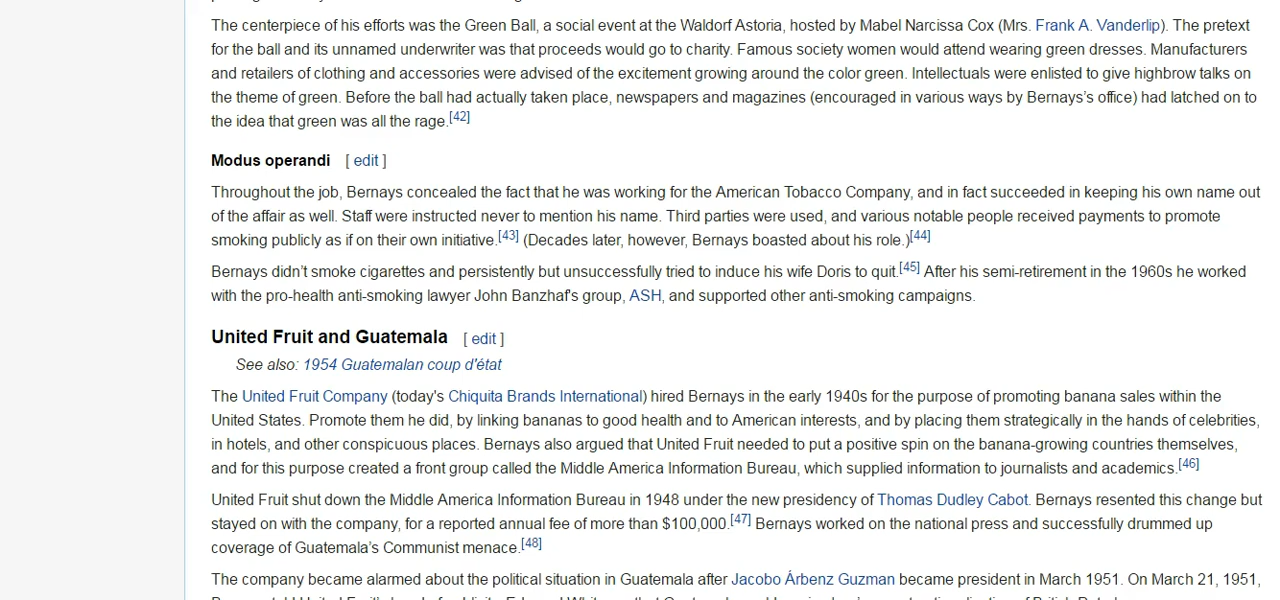 The centerpiece of his efforts was the Green Ball, a social event at the Waldorf Astoria, hosted by Mabel Narcissa Cox (Mrs. Frank A. Vanderlip). The pretext
for the ball and its unnamed underwriter was that proceeds would go to charity. Famous society women would attend wearing green dresses. Manufacturers
and retailers of clothing and accessories were advised of the excitement growing around the color green. Intellectuals were enlisted to give highbrow talks on
the theme of green. Before the ball had actually taken place, newspapers and magazines (encouraged in various ways by Bernays's office) had latched on to
the idea that green was all the rage.[42]
Modus operandi [ edit ]
Throughout the job, Bernays concealed the fact that he was working for the American Tobacco Company, and in fact succeeded in keeping his own name out
of the affair as well. Staff were instructed never to mention his name. Third parties were used, and various notable people received payments to promote
smoking publicly as if on their own initiative.[43] (Decades later, however, Bernays boasted about his role.)[44]
Bernays didn't smoke cigarettes and persistently but unsuccessfully tried to induce his wife Doris to quit.[45] After his semi-retirement in the 1960s he worked
with the pro-health anti-smoking lawyer John Banzhaf's group, ASH, and supported other anti-smoking campaigns.
United Fruit and Guatemala [ edit ]
See also: 1954 Guatemalan coup d'état
The United Fruit Company (today's Chiquita Brands International) hired Bernays in the early 1940s for the purpose of promoting banana sales within the
United States. Promote them he did, by linking bananas to good health and to American interests, and by placing them strategically in the hands of celebrities,
in hotels, and other conspicuous places. Bernays also argued that United Fruit needed to put a positive spin on the banana-growing countries themselves,
and for this purpose created a front group called the Middle America Information Bureau, which supplied information to journalists and academics.[46]
United Fruit shut down the Middle America Information Bureau in 1948 under the new presidency of Thomas Dudley Cabot. Bernays resented this change but
stayed on with the company, for a reported annual fee of more than $100,000.[47] Bernays worked on the national press and successfully drummed up
coverage of Guatemala's Communist menace.[48]
The company became alarmed about the political situation in Guatemala after Jacobo Árbenz Guzman became president in March 1951. On March 21, 1951,